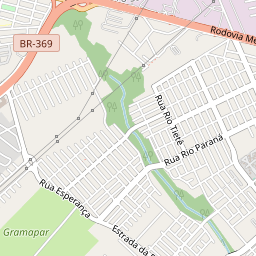 Rodovia Me
BR-369
Rua Rio Tietê
Rua Rio Paraná
Rua Esperança
Gramapar
Estrada da